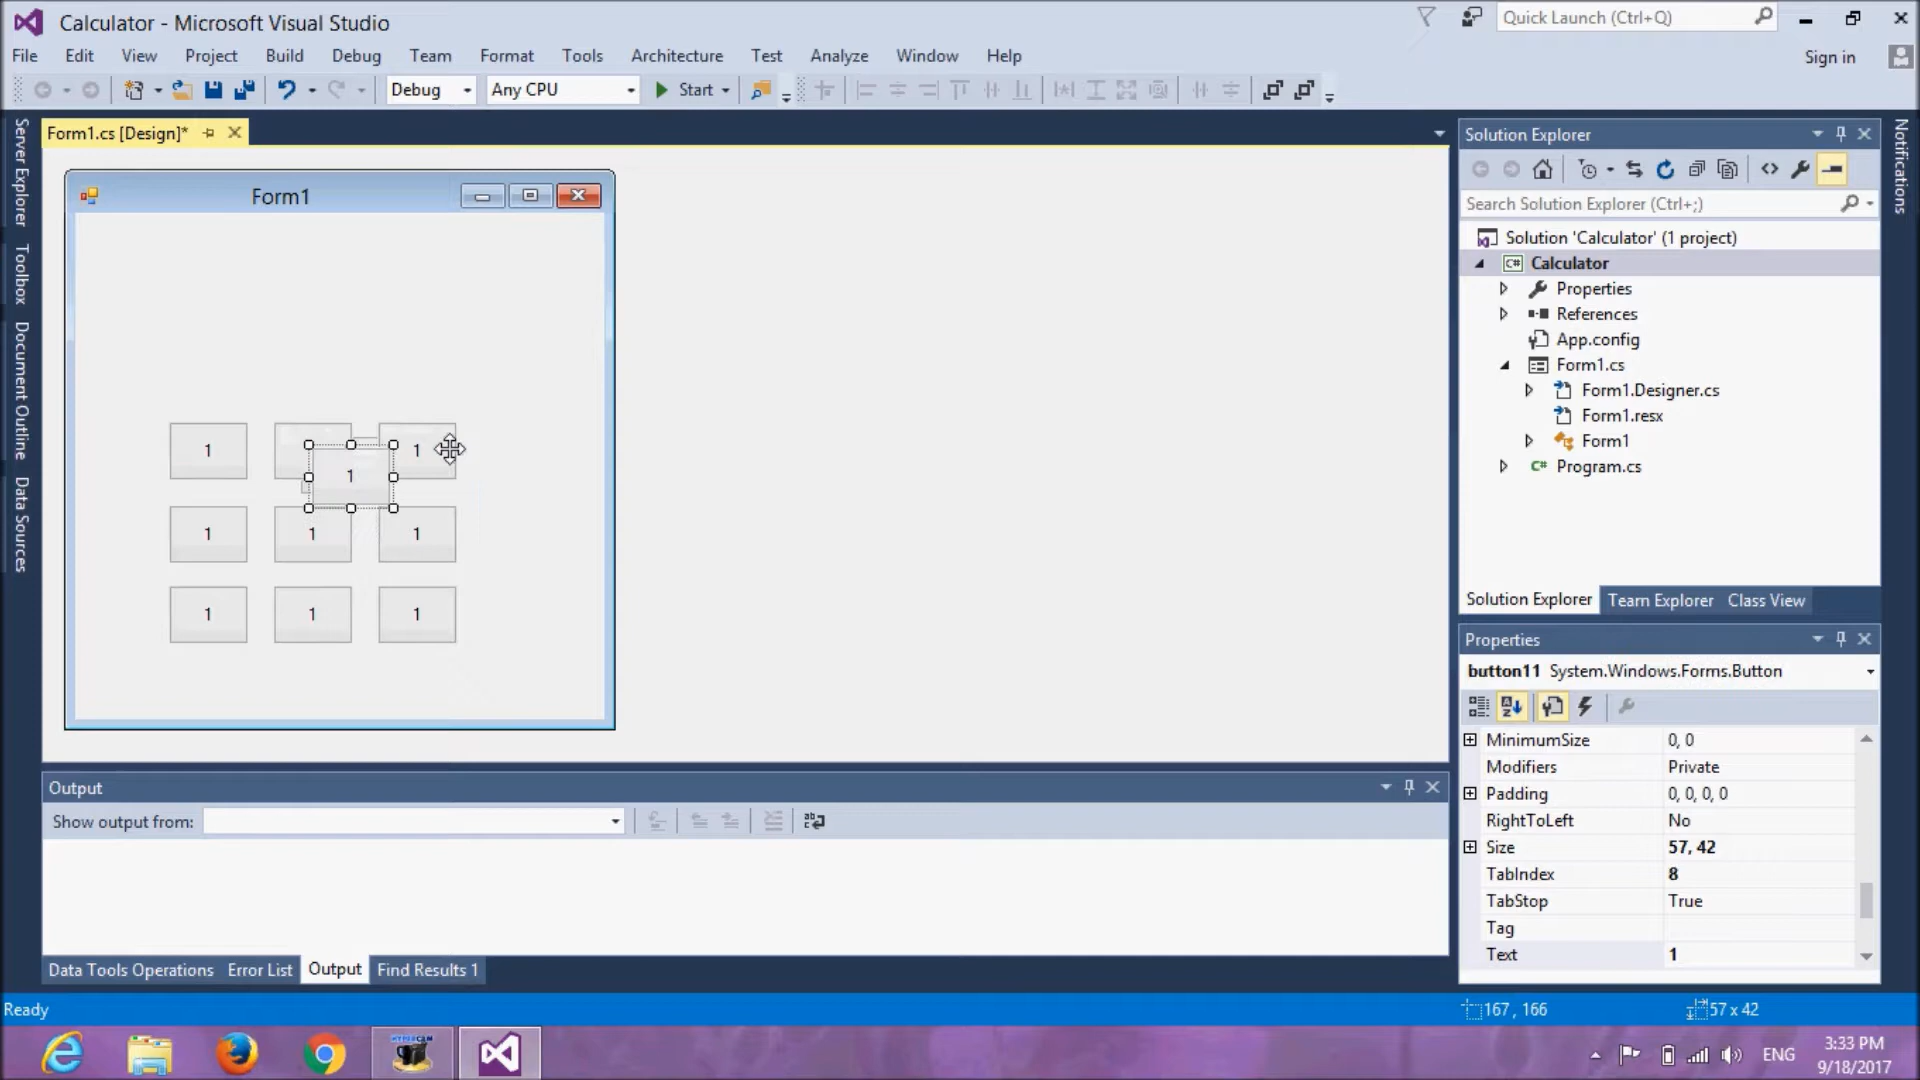 Calculator - Microsoft Visual Studio
Quick Launch (Ctrl+Q)
File Edit View Project Build Debug Team Format Tools Architecture Test Analyze Window Help
Sign in
Debug Any CPU Start
Server Explorer
Toolbox
Document Outline
Data Sources
Form1.cs [Design]*
Form1
1 1
1
1 1 1
1 1 1
Output
Show output from:
Data Tools Operations Error List Output Find Results 1
Solution Explorer
Search Solution Explorer (Ctrl+;)
Solution 'Calculator' (1 project)
C# Calculator
Properties
References
App.config
Form1.cs
Form1.Designer.cs
Form1.resx
Form1
C# Program.cs
Solution Explorer Team Explorer Class View
Notifications
Properties
button11 System.Windows.Forms.Button
MinimumSize 0, 0
Modifiers Private
Padding 0, 0, 0, 0
RightToLeft No
Size 57, 42
TabIndex 8
TabStop True
Tag
Text 1
Ready
167 , 166
57 x 42
HYPERCAM
ENG
3:33 PM
9/18/2017